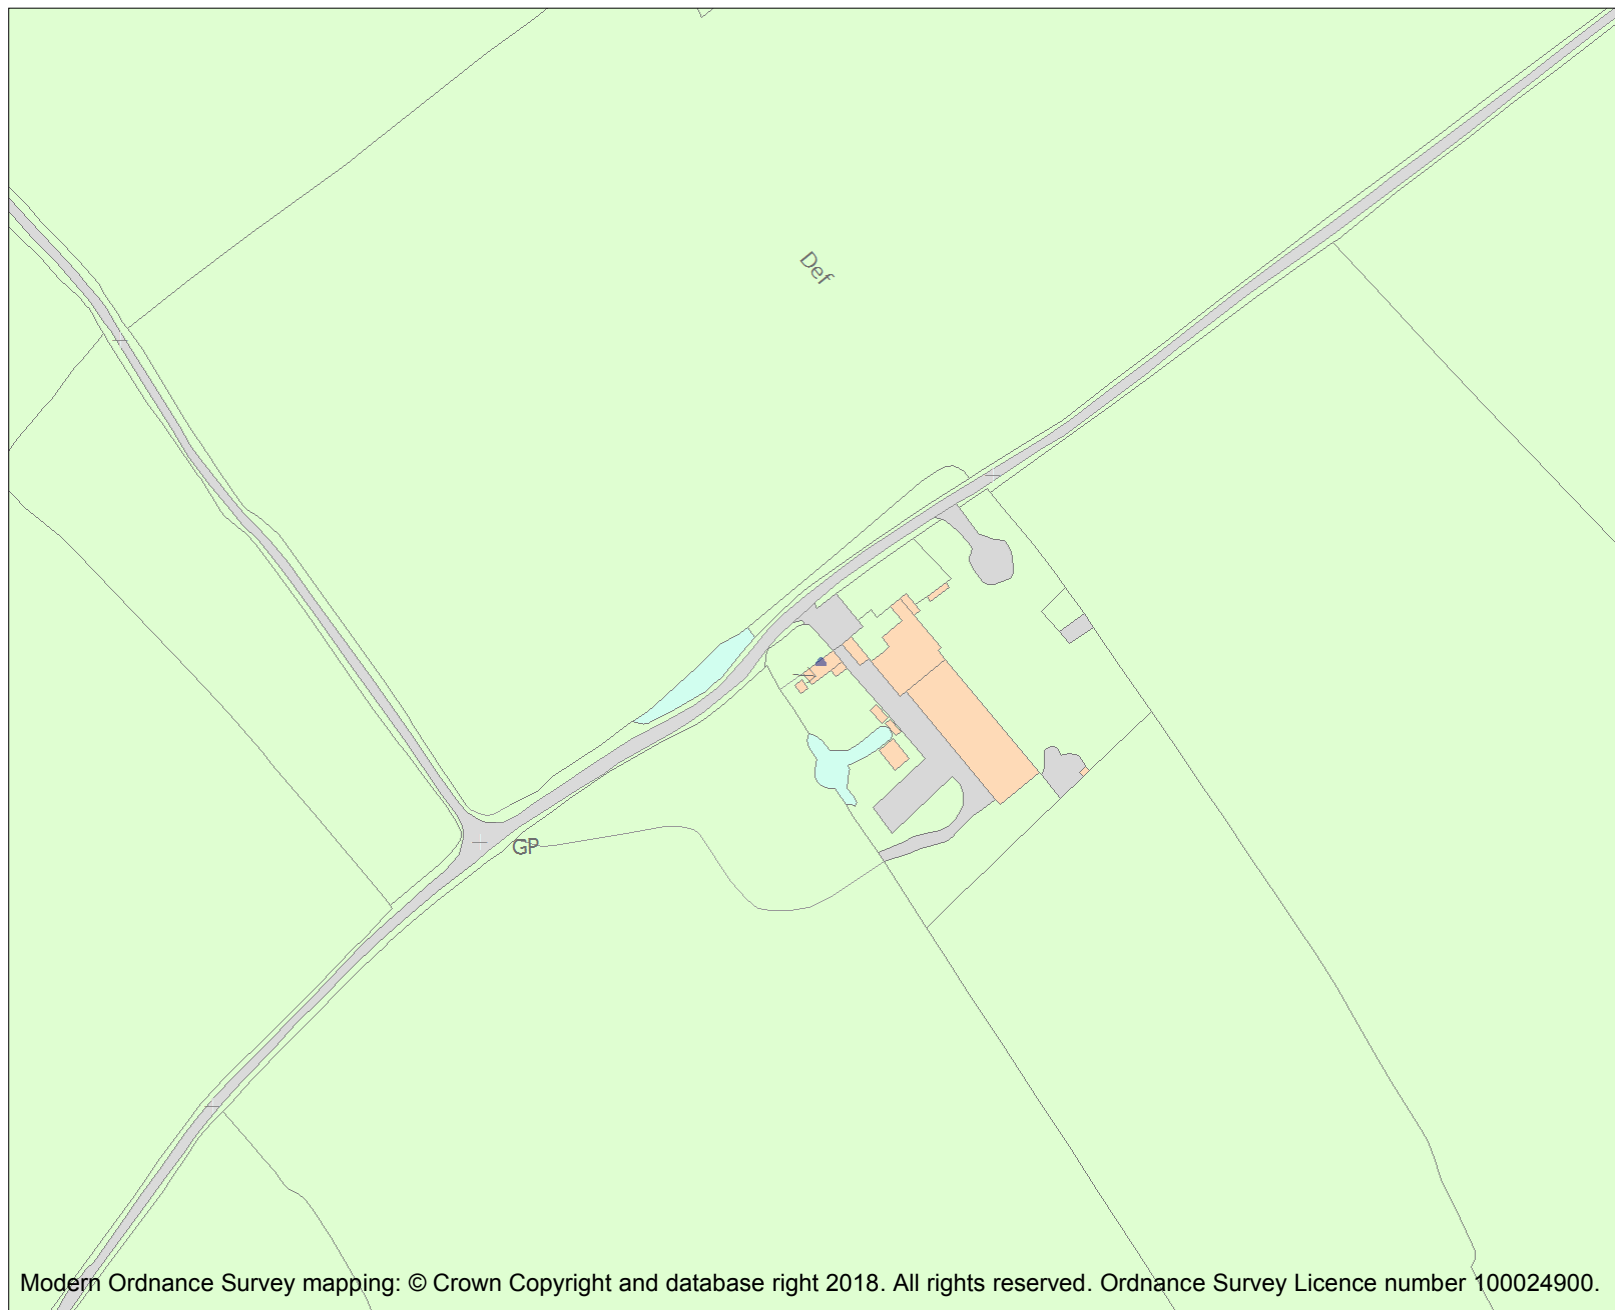 Def
GP
Modern Ordnance Survey mapping: © Crown Copyright and database right 2018. All rights reserved. Ordnance Survey Licence number 100024900.